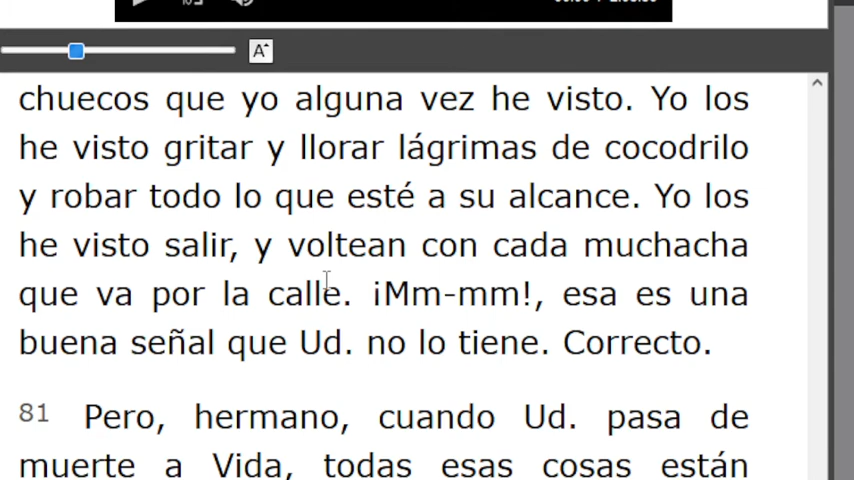 A
chuecos que yo alguna vez he visto. Yo los
he visto gritar y llorar lágrimas de cocodrilo
y robar todo lo que esté a su alcance. Yo los
he visto salir, y voltean con cada muchacha
que va por la calle. ¡Mm-mm!, esa es una
buena señal que Ud. no lo tiene. Correcto.
81 Pero, hermano, cuando Ud. pasa de
muerte a Vida, todas esas cosas están